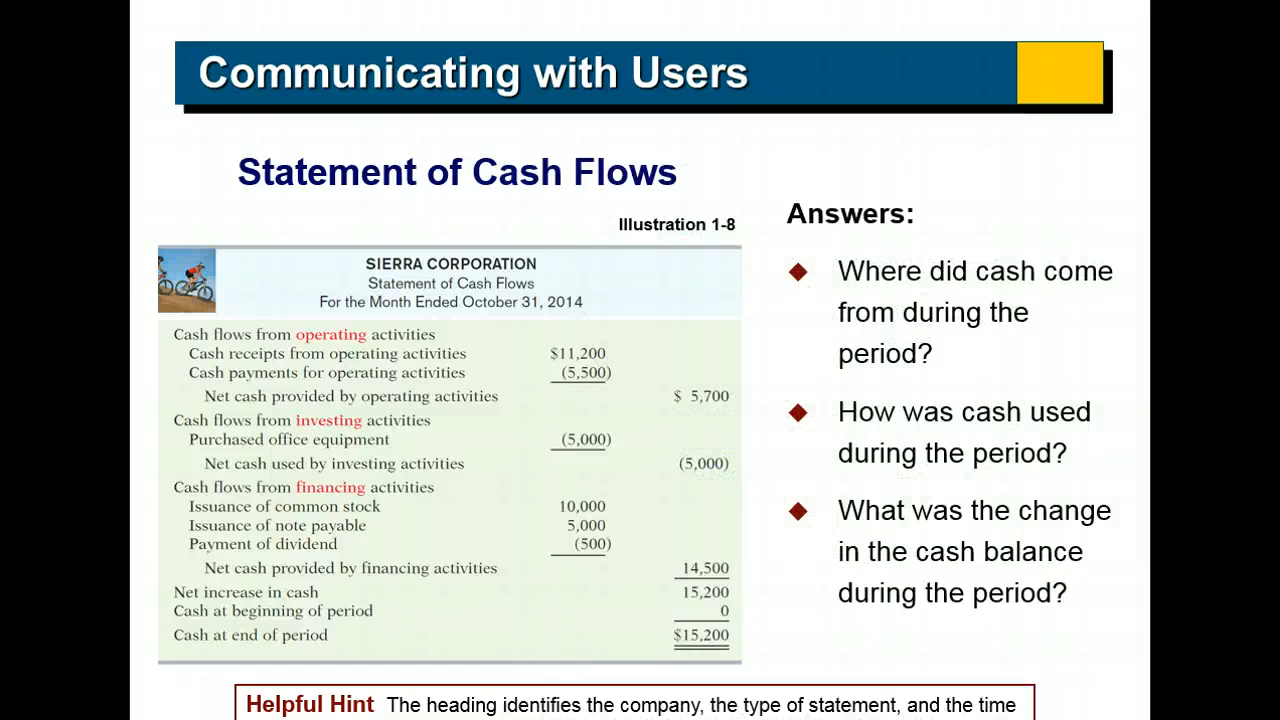 Communicating with Users
Statement of Cash Flows
Illustration 1-8
SIERRA CORPORATION
Statement of Cash Flows
For the Month Ended October 31, 2014
Cash flows from operating activities
Cash receipts from operating activities $11,200
Cash payments for operating activities (5,500)
Net cash provided by operating activities $ 5,700
Cash flows from investing activities
Purchased office equipment (5,000)
Net cash used by investing activities (5,000)
Cash flows from financing activities
Issuance of common stock 10,000
Issuance of note payable 5,000
Payment of dividend (500)
Net cash provided by financing activities 14,500
Net increase in cash 15,200
Cash at beginning of period 0
Cash at end of period $15,200
Answers:
Where did cash come
from during the
period?
How was cash used
during the period?
What was the change
in the cash balance
during the period?
Helpful Hint The heading identifies the company, the type of statement, and the time